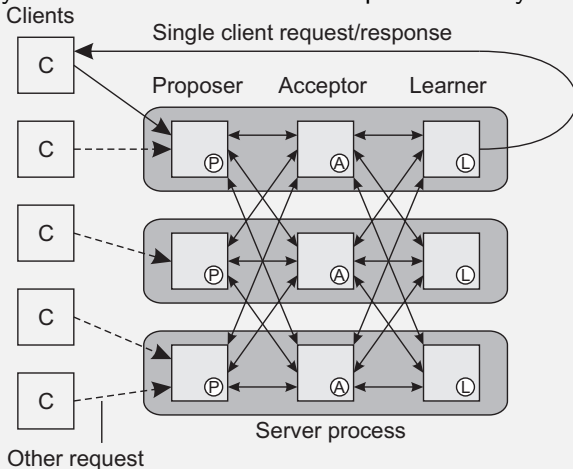 Clients
Single client request/response
C
Proposer Acceptor Learner
C
P A L
C
P A L
C
P A L
C
Server process
Other request